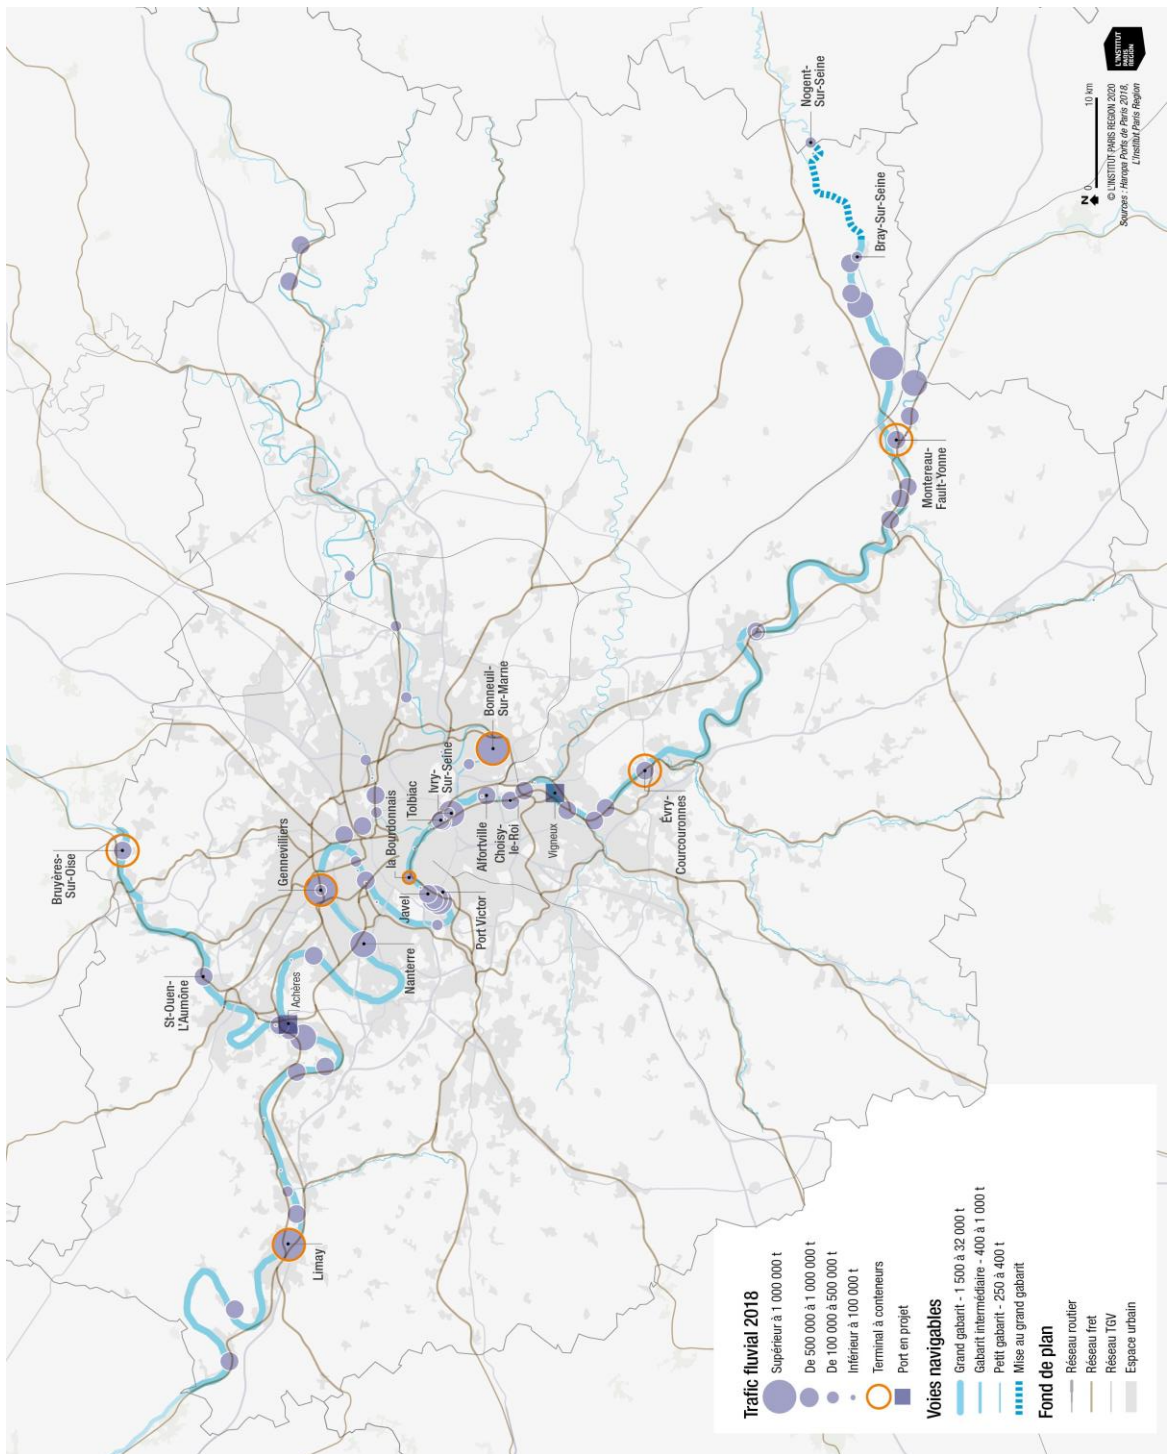 Nogent-
Sur-Seine
Bray-Sur-Seine
Montereau-
Fault-Yonne
Bonneuil-
Sur-Marne
Ivry-
Sur-Seine
Tolbiac
la Bourdonnais
Gennevilliers
Bruyères-
Sur-Oise
St-Ouen-
L'Aumône
Achères
Nanterre
Javel
Port Victor
Alfortville
Choisy-
le-Roi
Vigneux
Évry-
Courcouronnes
Limay
Trafic fluvial 2018
Supérieur à 1 000 000 t
De 500 000 à 1 000 000 t
De 100 000 à 500 000 t
Inférieur à 100 000 t
Terminal à conteneurs
Port en projet
Voies navigables
Grand gabarit - 1 500 à 32 000 t
Gabarit intermédiaire - 400 à 1 000 t
Petit gabarit - 250 à 400 t
Mise au grand gabarit
Fond de plan
Réseau routier
Réseau fret
Réseau TGV
Espace urbain
N
0 10 km
© L'INSTITUT PARIS REGION 2020
Sources : Haropa Ports de Paris 2018,
L'Institut Paris Region
L'INSTITUT
PARIS
REGION